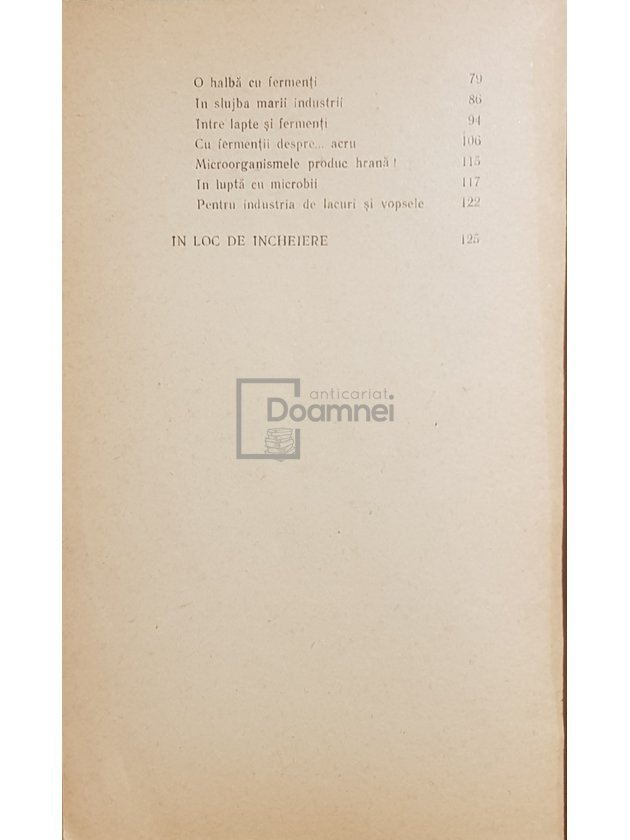 O halbă cu fermenți 79
In slujba marii industrii 86
Intre lapte și fermenți 94
Cu fermenții despre... acru 106
Microorganismele produc hrană! 115
In luptă cu microbii 117
Pentru industria de lacuri și vopsele 122
IN LOC DE INCHEIERE 125
anticariat
Doamnei